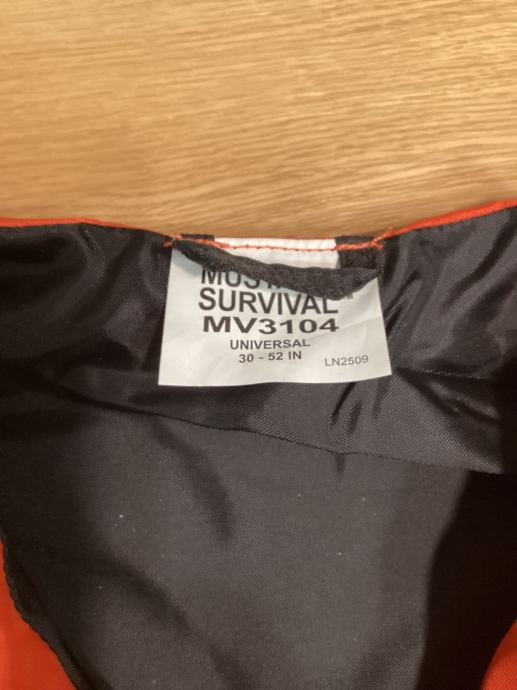 SURVIVAL
MV3104
UNIVERSAL
30 - 52 IN
LN2509